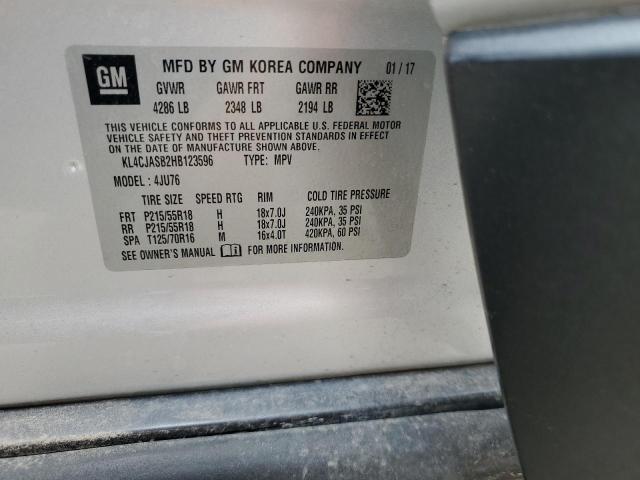 GM
MFD BY GM KOREA COMPANY 01 / 17
GVWR GAWR FRT GAWR RR
4286 LB 2348 LB 2194 LB
THIS VEHICLE CONFORMS TO ALL APPLICABLE U.S. FEDERAL MOTOR
VEHICLE SAFETY AND THEFT PREVENTION STANDARDS IN EFFECT ON
THE DATE OF MANUFACTURE SHOWN ABOVE.
KL4CJASB2HB123596 TYPE: MPV
MODEL : 4JU76
TIRE SIZE SPEED RTG RIM COLD TIRE PRESSURE
FRT P215/55R18 H 18x7.0J 240KPA, 35 PSI
RR P215/55R18 H 18x7.0J 240KPA, 35 PSI
SPA T125/70R16 M 16x4.0T 420KPA, 60 PSI
SEE OWNER'S MANUAL FOR MORE INFORMATION.